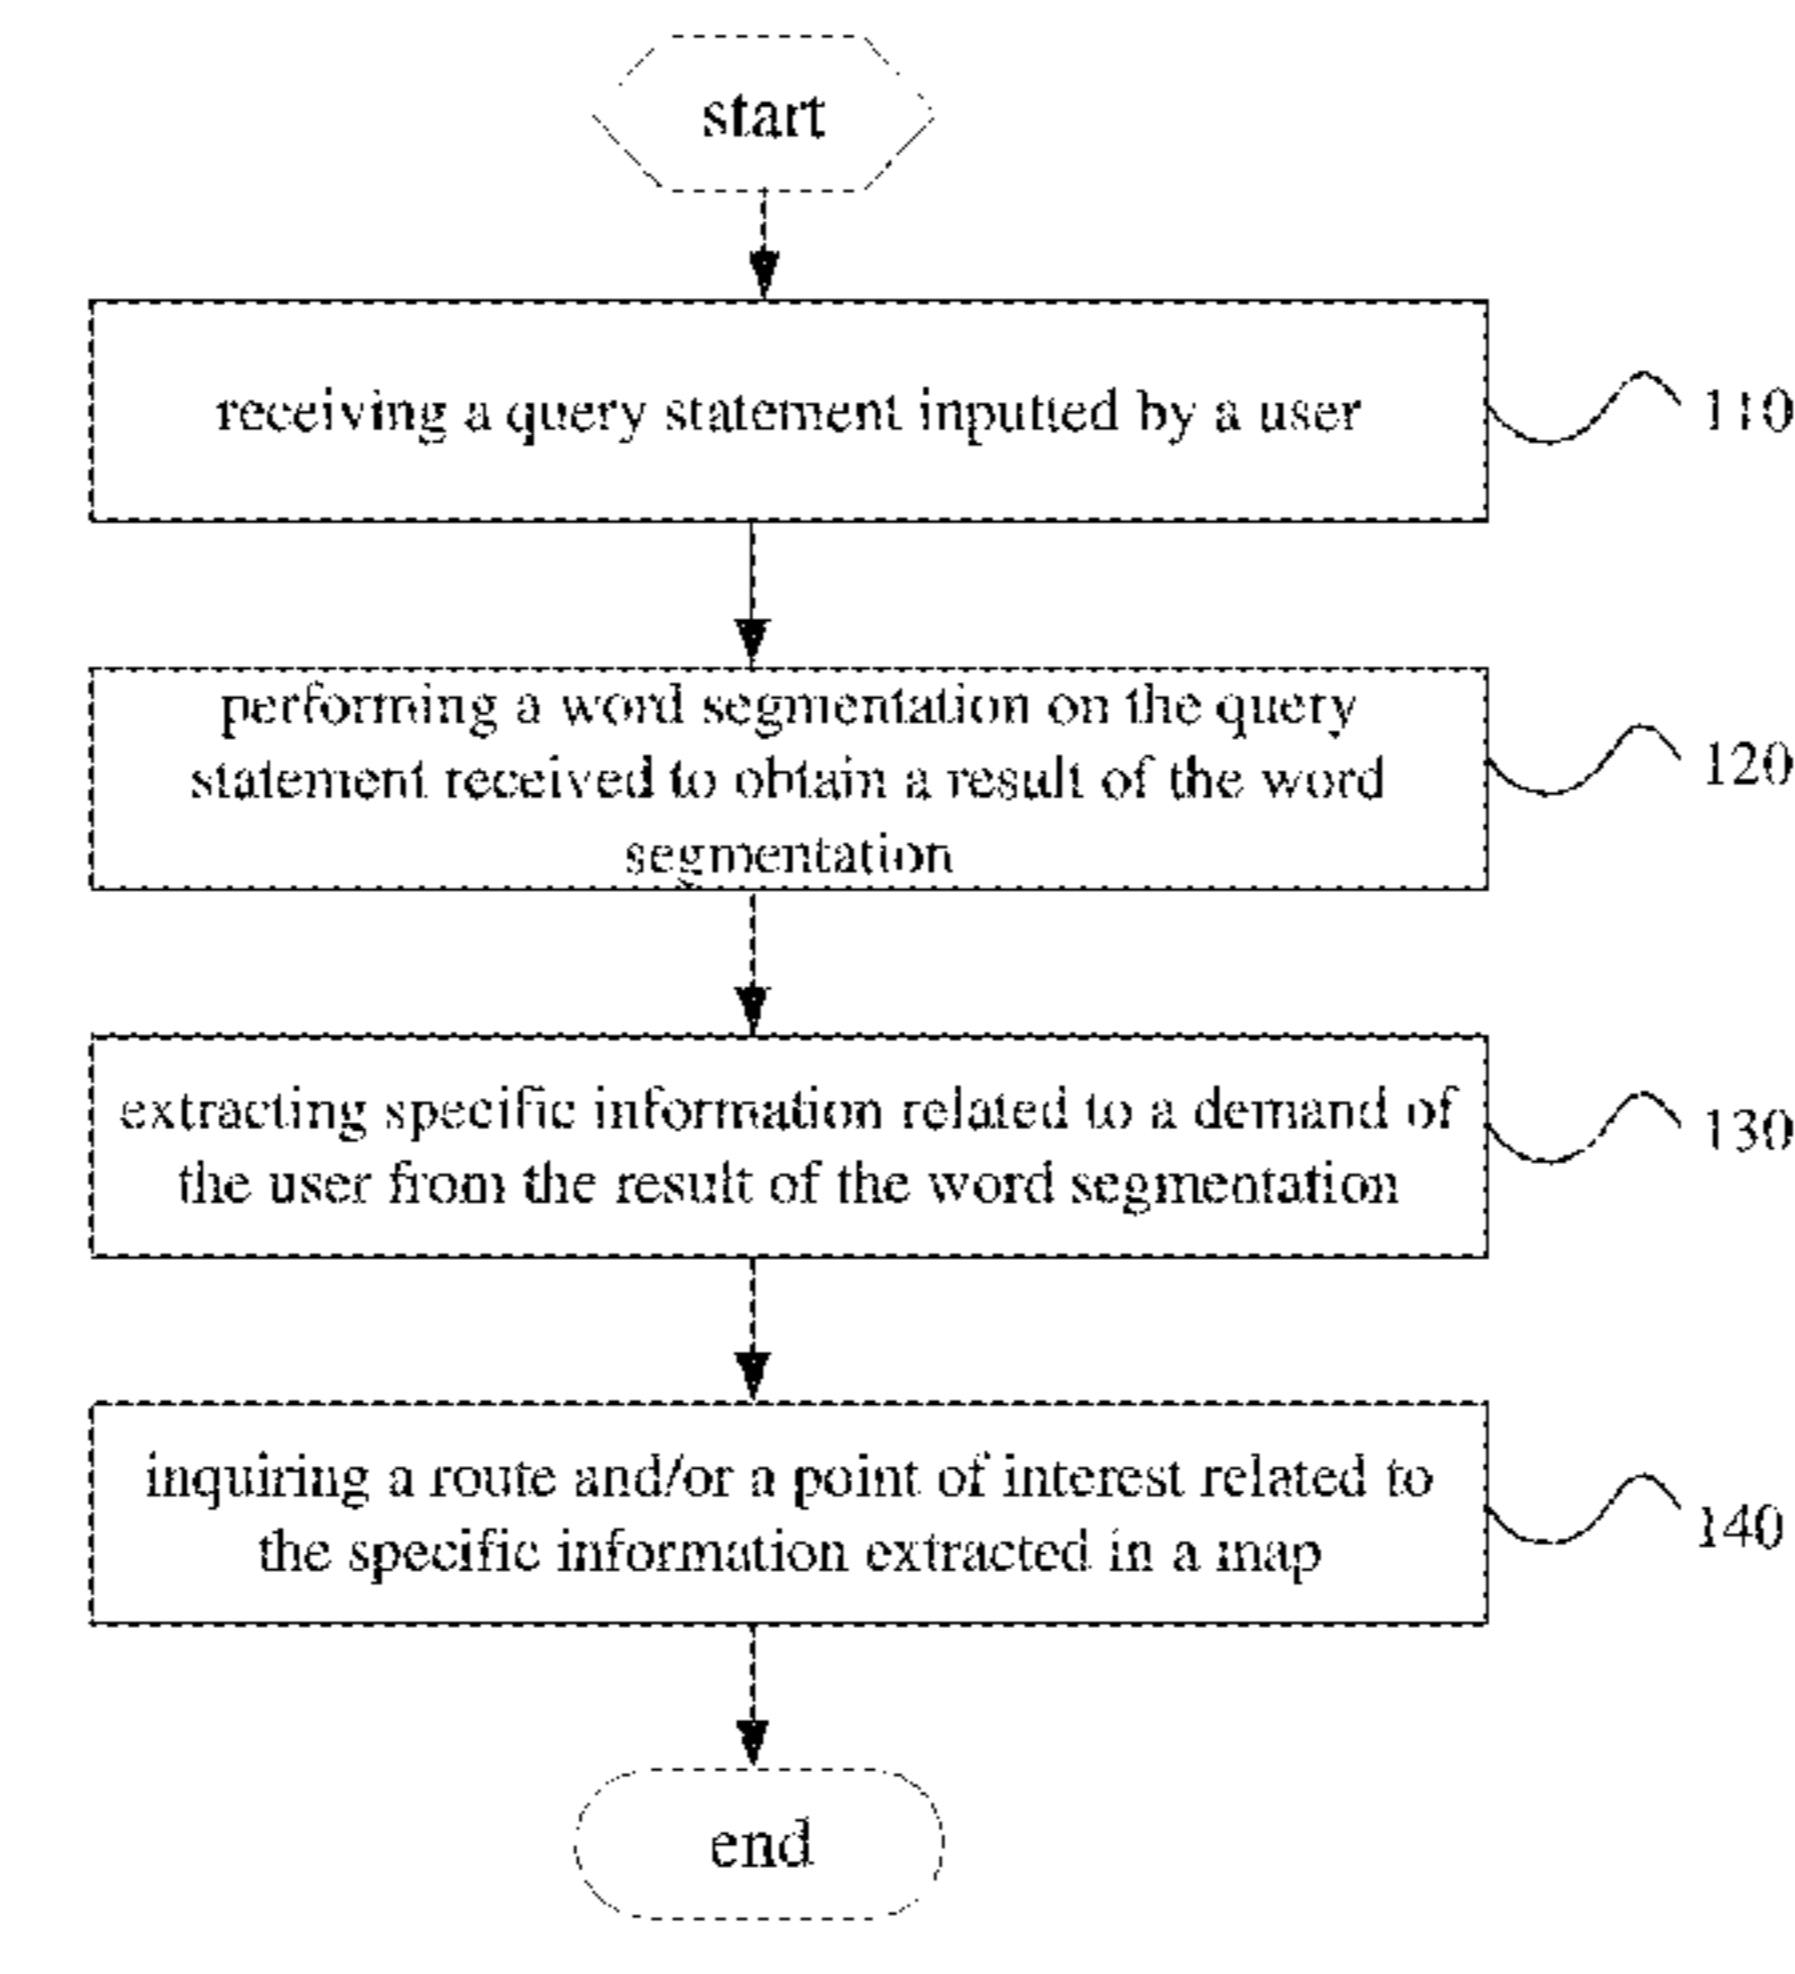 start
receiving a query statement inputted by a user
110
performing a word segmentation on the query
statement received to obtain a result of the word
segmentation
120
extracting specific information related to a demand of
the user from the result of the word segmentation
130
inquiring a route and/or a point of interest related to
the specific information extracted in a map
140
end